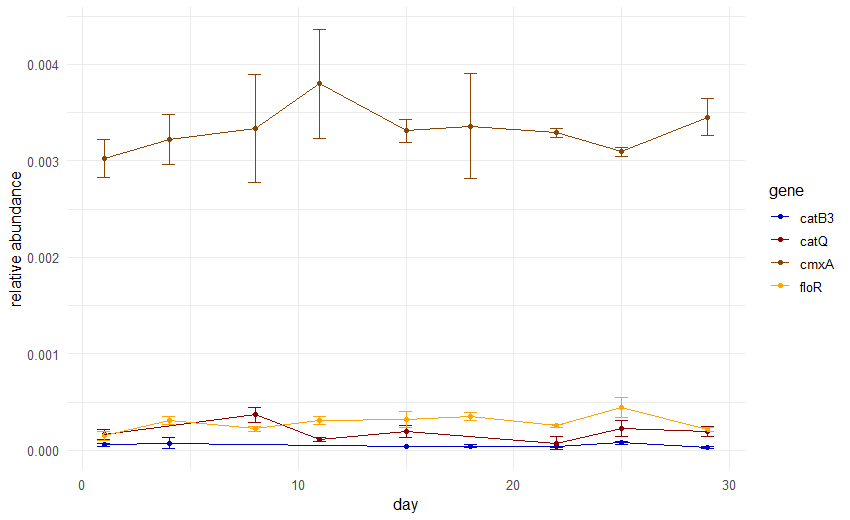 relative abundance
0.004
0.003
0.002
0.001
0.000
0
10
20
30
day
gene
catB3
catQ
cmxA
floR